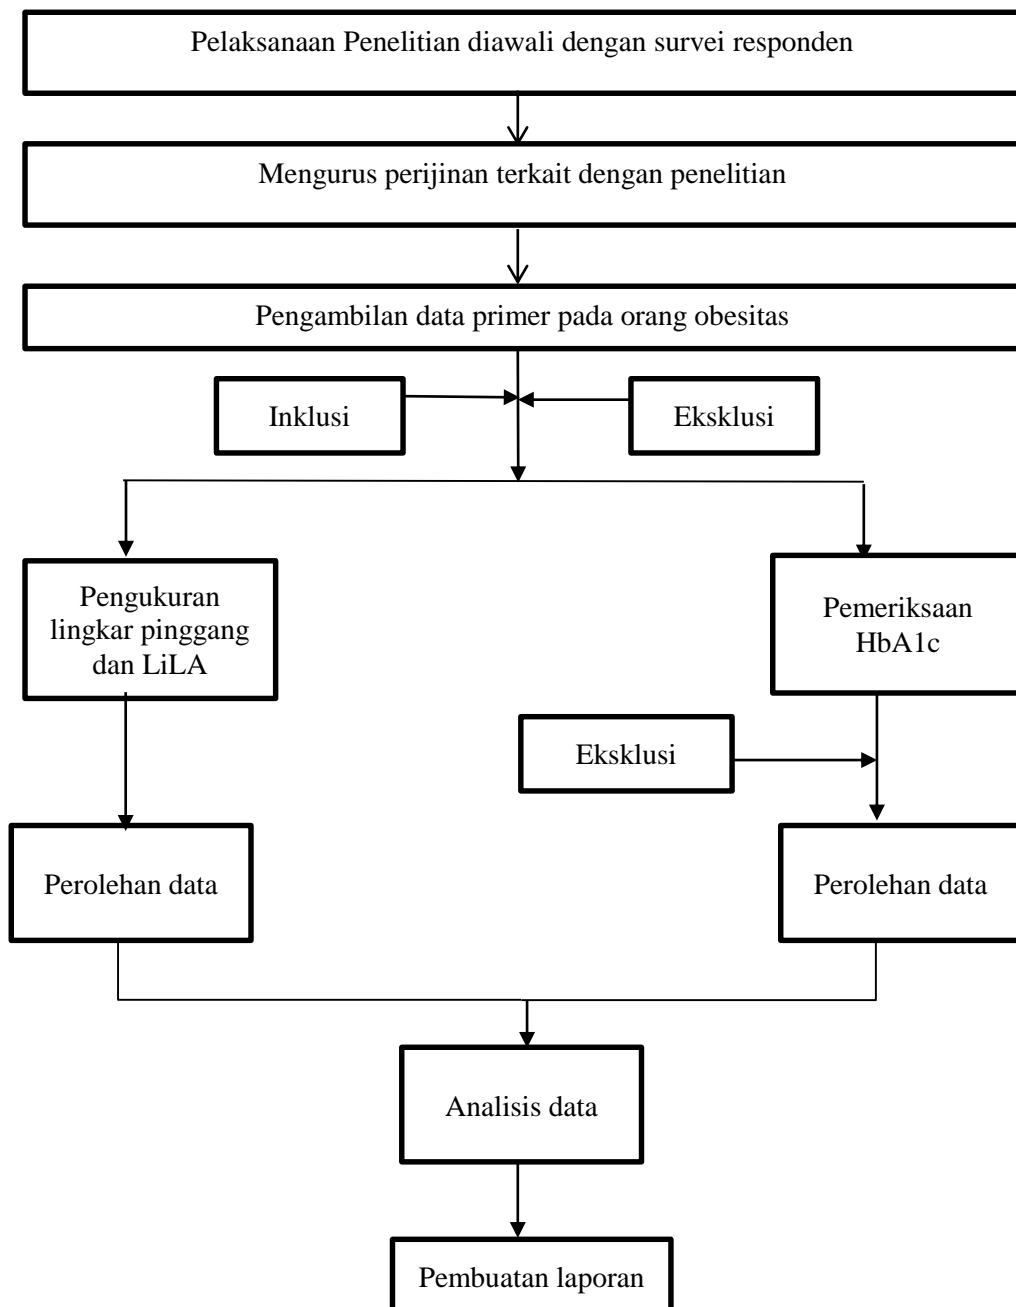 Pelaksanaan Penelitian diawali dengan survei responden
Mengurus perijinan terkait dengan penelitian
Pengambilan data primer pada orang obesitas
Inklusi
Eksklusi
Pengukuran
lingkar pinggang
dan LiLA
Pemeriksaan
HbA1c
Eksklusi
Perolehan data
Perolehan data
Analisis data
Pembuatan laporan